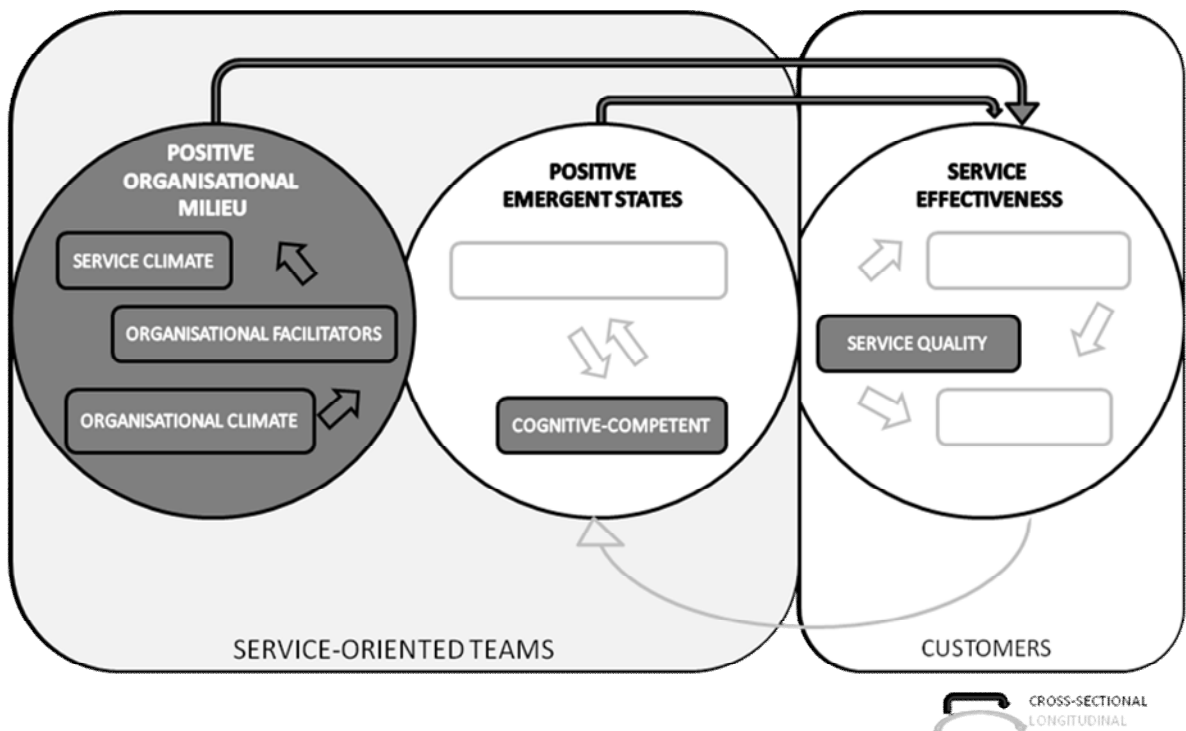 POSITIVE
ORGANISATIONAL
MILIEU
SERVICE CLIMATE
ORGANISATIONAL FACILITATORS
ORGANISATIONAL CLIMATE
POSITIVE
EMERGENT STATES
COGNITIVE-COMPETENT
SERVICE
EFFECTIVENESS
SERVICE QUALITY
SERVICE-ORIENTED TEAMS
CUSTOMERS
CROSS-SECTIONAL
LONGITUDINAL